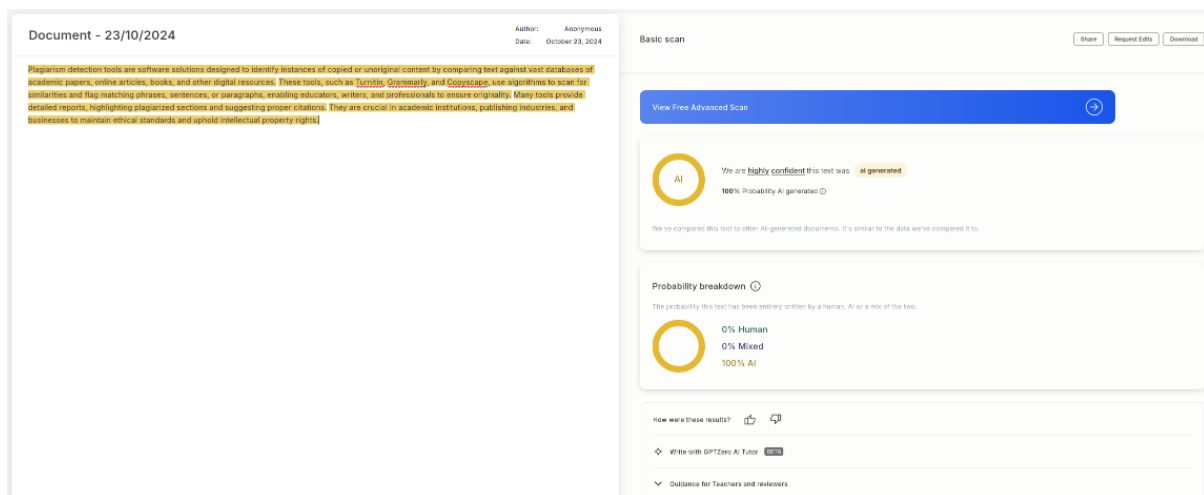 Document - 23/10/2024
Author: Anonymous
Date: October 23, 2024
Plagiarism detection tools are software solutions designed to identify instances of copied or unoriginal content by comparing text against vast databases of
academic papers, online articles, books, and other digital resources. These tools, such as Turnitin, Grammarly, and Copyscape, use algorithms to scan for
similarities and flag matching phrases, sentences, or paragraphs, enabling educators, writers, and professionals to ensure originality. Many tools provide
detailed reports, highlighting plagiarized sections and suggesting proper citations. They are crucial in academic institutions, publishing industries, and
businesses to maintain ethical standards and uphold intellectual property rights.
Basic scan
Share Request Edits Download
View Free Advanced Scan
AI
We are highly confident this text was ai generated
100% Probability AI generated
We've compared this text to other AI-generated documents. It's similar to the data we've compared it to.
Probability breakdown
The probability this text has been entirely written by a human, AI or a mix of the two.
0% Human
0% Mixed
100% AI
How were these results?
Write with GPTZero AI Tutor BETA
Guidance for Teachers and reviewers